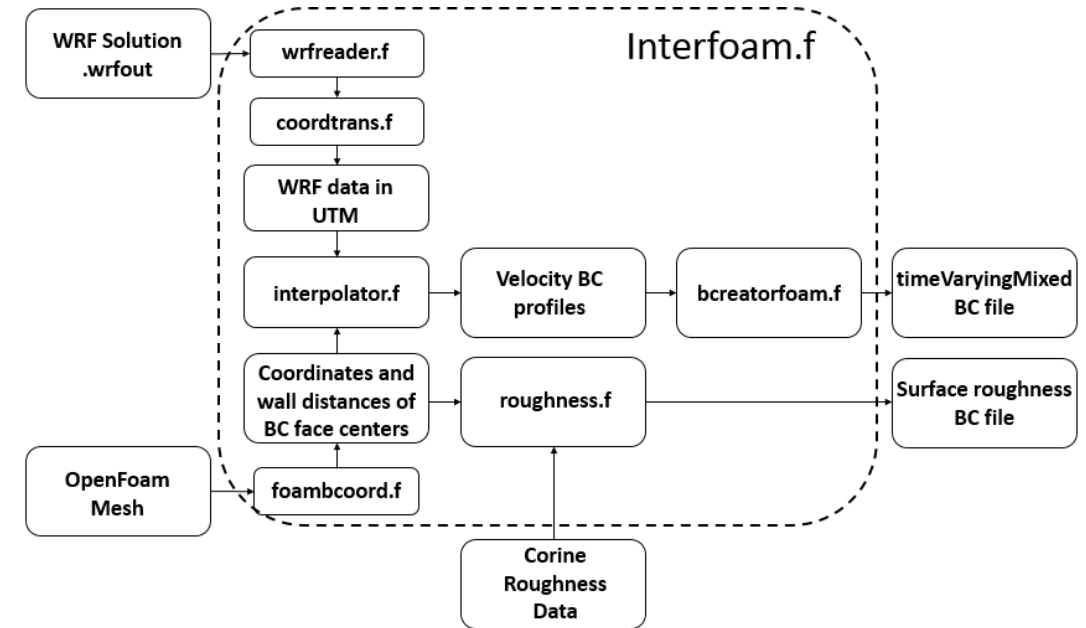 WRF Solution
.wrfout
wrfreader.f
Interfoam.f
coordtrans.f
WRF data in
UTM
interpolator.f
Velocity BC
profiles
bcreatorfoam.f
timeVaryingMixed
BC file
Coordinates and
wall distances of
BC face centers
roughness.f
Surface roughness
BC file
OpenFoam
Mesh
foambcoord.f
Corine
Roughness
Data